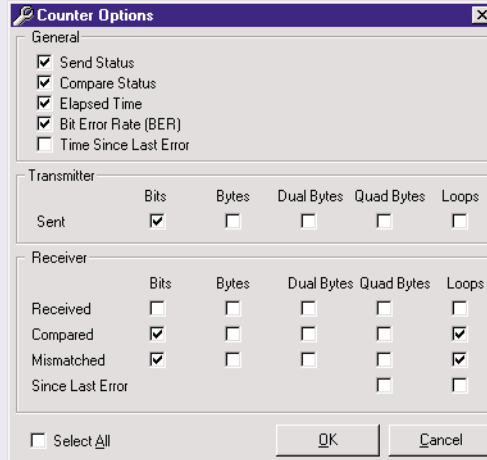 Counter Options
General
Send Status
Compare Status
Elapsed Time
Bit Error Rate (BER)
Time Since Last Error
Transmitter
Bits Bytes Dual Bytes Quad Bytes Loops
Sent
Receiver
Bits Bytes Dual Bytes Quad Bytes Loops
Received
Compared
Mismatched
Since Last Error
Select All OK Cancel